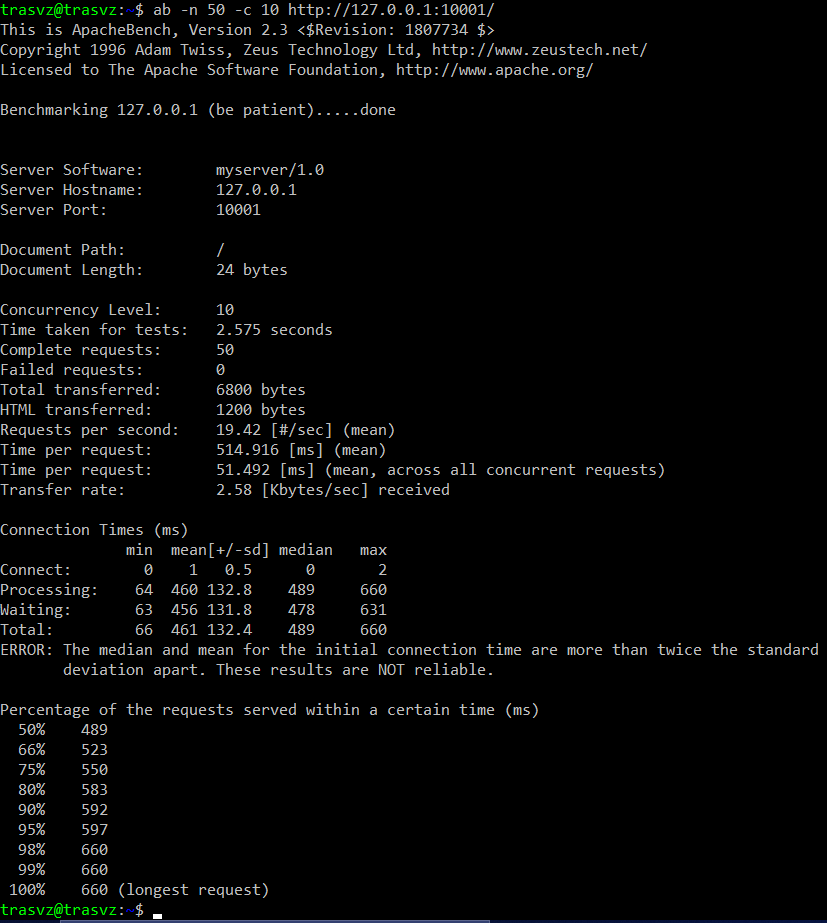 trasvz@trasvz:~$ ab -n 50 -c 10 http://127.0.0.1:10001/
This is ApacheBench, Version 2.3 <$Revision: 1807734 $>
Copyright 1996 Adam Twiss, Zeus Technology Ltd, http://www.zeustech.net/
Licensed to The Apache Software Foundation, http://www.apache.org/

Benchmarking 127.0.0.1 (be patient).....done


Server Software:        myserver/1.0
Server Hostname:        127.0.0.1
Server Port:            10001

Document Path:          /
Document Length:        24 bytes

Concurrency Level:      10
Time taken for tests:   2.575 seconds
Complete requests:      50
Failed requests:        0
Total transferred:      6800 bytes
HTML transferred:       1200 bytes
Requests per second:    19.42 [#/sec] (mean)
Time per request:       514.916 [ms] (mean)
Time per request:       51.492 [ms] (mean, across all concurrent requests)
Transfer rate:          2.58 [Kbytes/sec] received

Connection Times (ms)
              min  mean[+/-sd] median   max
Connect:        0    1   0.5      0       2
Processing:    64  460 132.8    489     660
Waiting:       63  456 131.8    478     631
Total:         66  461 132.4    489     660
ERROR: The median and mean for the initial connection time are more than twice the standard
       deviation apart. These results are NOT reliable.

Percentage of the requests served within a certain time (ms)
  50%    489
  66%    523
  75%    550
  80%    583
  90%    592
  95%    597
  98%    660
  99%    660
 100%    660 (longest request)
trasvz@trasvz:~$